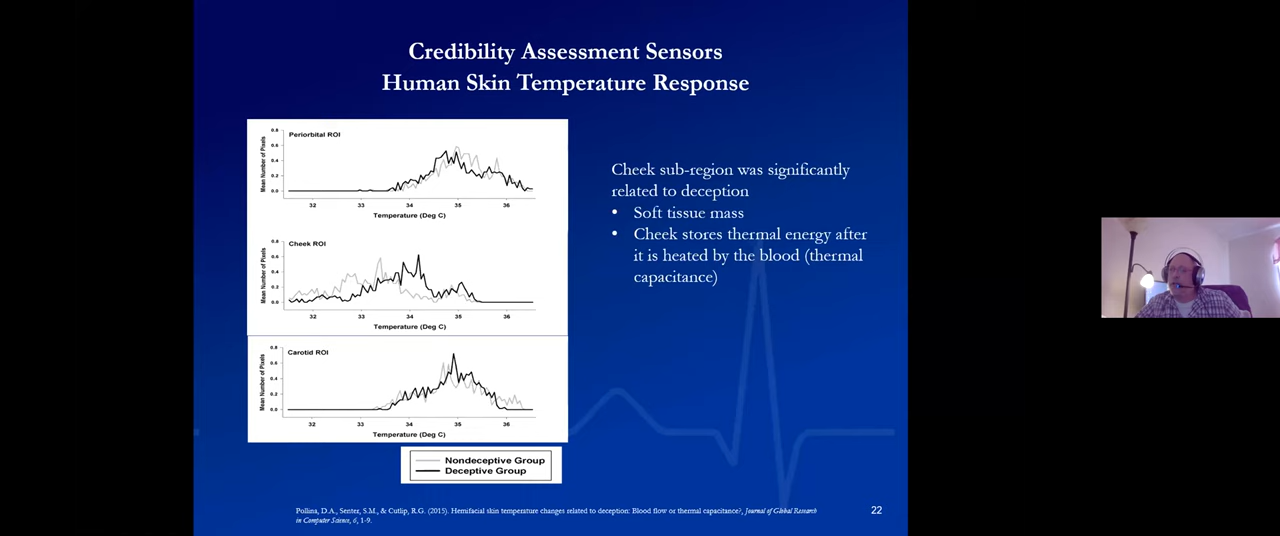 Credibility Assessment Sensors
Human Skin Temperature Response
Periorbital ROI
Mean Number of Pixels
0.8
0.6
0.4
0.2
0.0
32 33 34 35 36
Temperature (Deg C)
Cheek ROI
Mean Number of Pixels
0.8
0.6
0.4
0.2
0.0
32 33 34 35 36
Temperature (Deg C)
Carotid ROI
Mean Number of Pixels
0.8
0.6
0.4
0.2
0.0
32 33 34 35 36
Temperature (Deg C)
Nondeceptive Group
Deceptive Group
Cheek sub-region was significantly
related to deception
• Soft tissue mass
• Cheek stores thermal energy after
it is heated by the blood (thermal
capacitance)
Pollina, D.A., Senter, S.M., & Cutlip, R.G. (2015). Hemifacial skin temperature changes related to deception: Blood flow or thermal capacitance?, Journal of Global Research
in Computer Science, 6, 1-9.
22